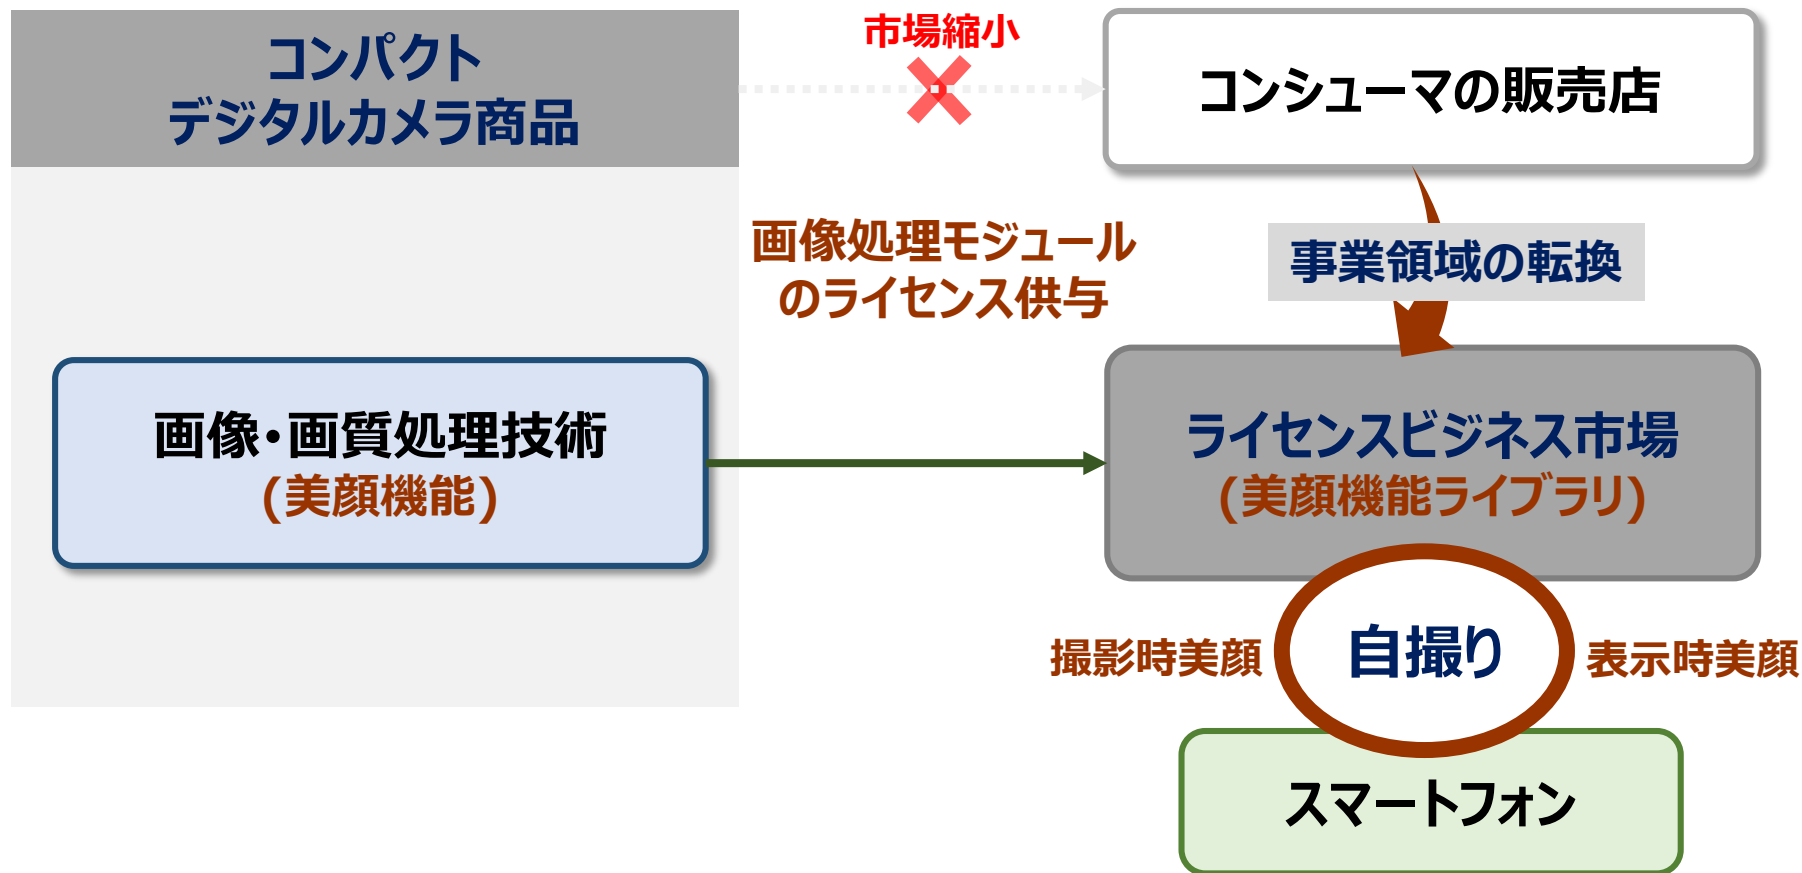 コンパクト
デジタルカメラ商品
市場縮小
コンシューマの販売店
画像処理モジュール
のライセンス供与
事業領域の転換
画像・画質処理技術
(美顔機能)
ライセンスビジネス市場
(美顔機能ライブラリ)
撮影時美顔
自撮り
表示時美顔
スマートフォン